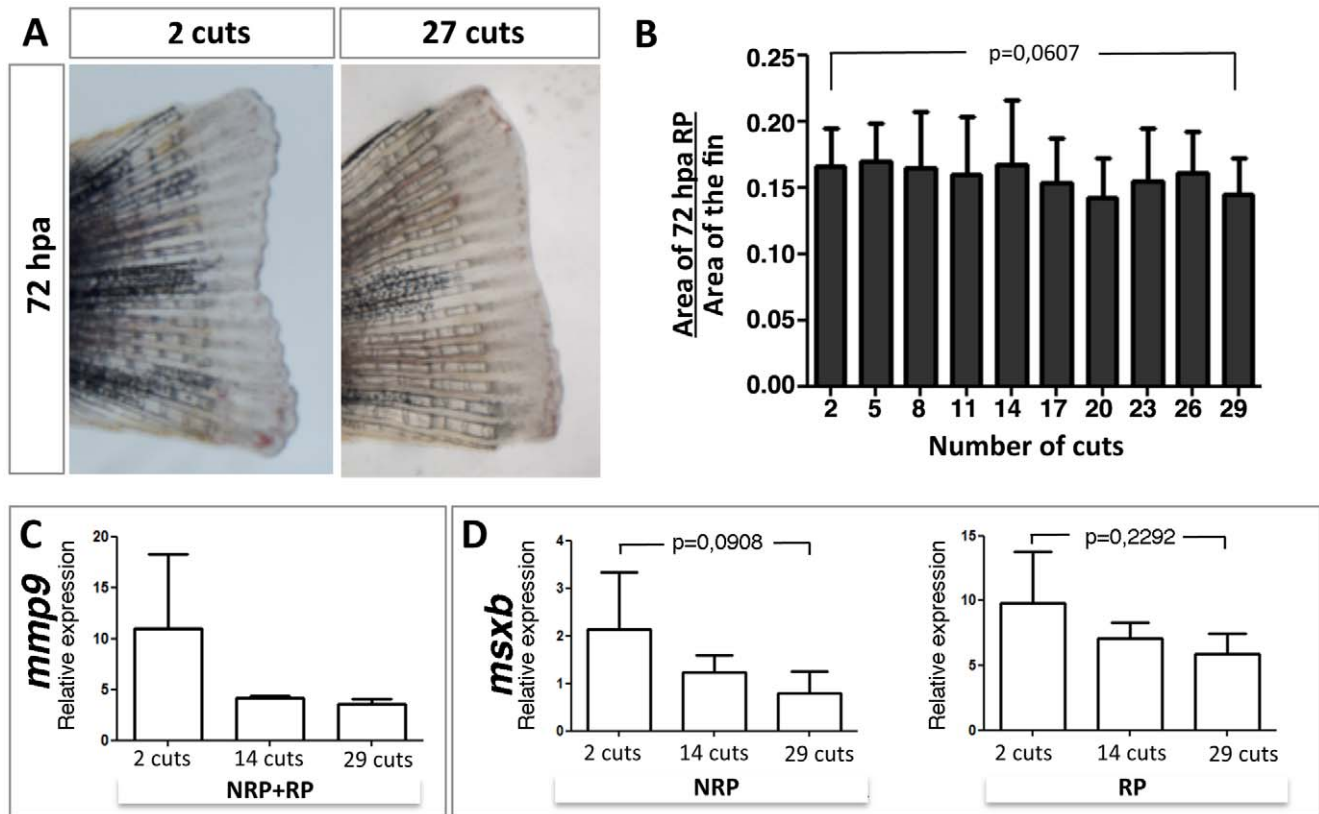 A
2 cuts
27 cuts
72 hpa
B
p=0,0607
0.25
0.20
0.15
0.10
0.05
0.00
Area of 72 hpa RP
Area of the fin
2 5 8 11 14 17 20 23 26 29
Number of cuts
C
mmp9
Relative expression
20
15
10
5
0
2 cuts 14 cuts 29 cuts
NRP+RP
D
msxb
Relative expression
p=0,0908
4
3
2
1
0
2 cuts 14 cuts 29 cuts
NRP
Relative expression
p=0,2292
15
10
5
0
2 cuts 14 cuts 29 cuts
RP